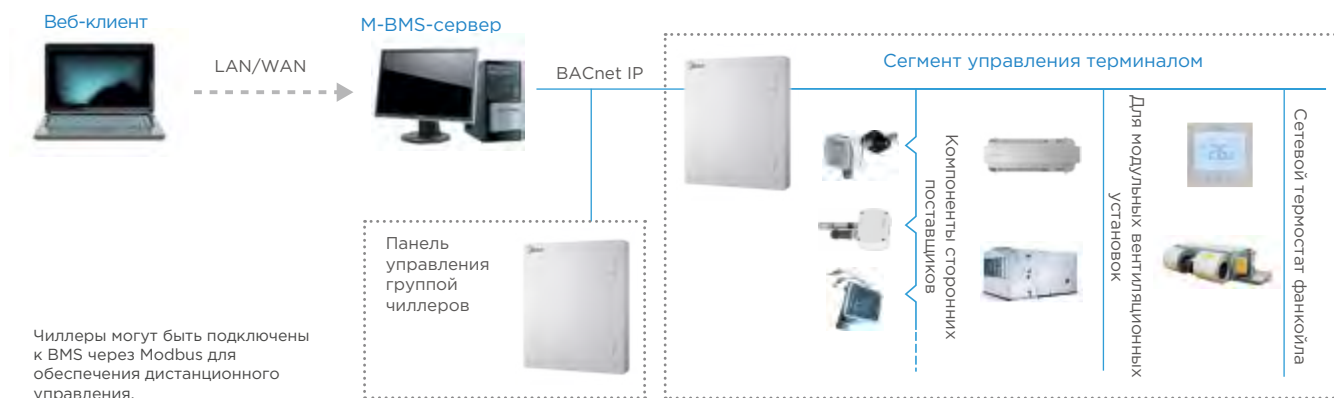 Веб-клиент
M-BMS-сервер
LAN/WAN
BACnet IP
Сегмент управления терминалом
Компоненты сторонних
поставщиков
Для модульных вентиляционных
установок
Сетевой термостат фанкойла
Панель
управления
группой
чиллеров
Чиллеры могут быть подключены
к BMS через Modbus для
обеспечения дистанционного
управления.